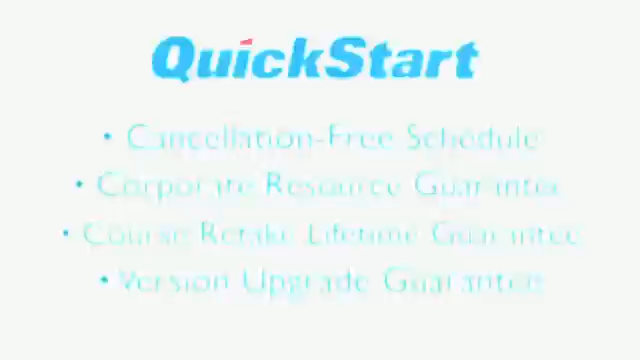 QuickStart
• Cancellation-Free Schedule
• Corporate Resource Guarantee
• Course Retake Lifetime Guarantee
• Version Upgrade Guarantee